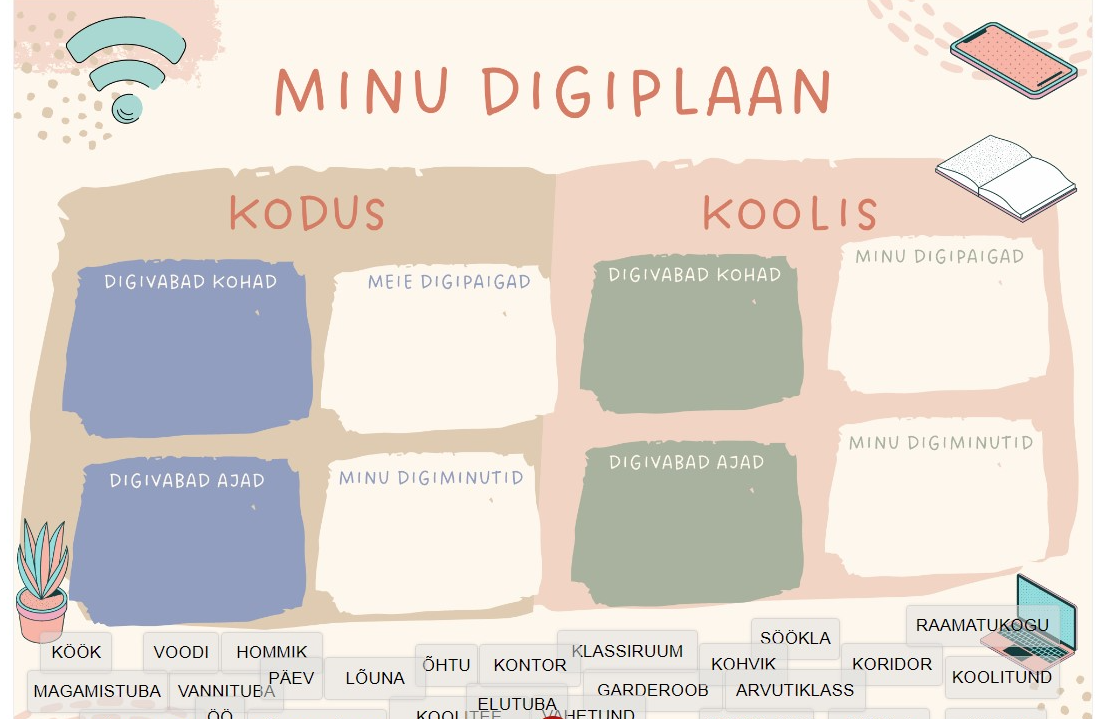 MINU DIGIPLAAN
KODUS
KOOLIS
DIGIVABAD KOHAD
MEIE DIGIPAIGAD
DIGIVABAD KOHAD
MINU DIGIPAIGAD
DIGIVABAD AJAD
MINU DIGIMINUTID
DIGIVABAD AJAD
MINU DIGIMINUTID
KÖÖK
VOODI
HOMMIK
ÕHTU
KONTOR
KLASSIRUUM
SÖÖKLA
RAAMATUKOGU
MAGAMISTUBA
VANNITUBA
PÄEV
LÕUNA
KOHVIK
KORIDOR
KOOLITUND
ELUTUBA
GARDEROOB
ARVUTIKLASS
ÖÖ
KOOLITEE
VAHETUND